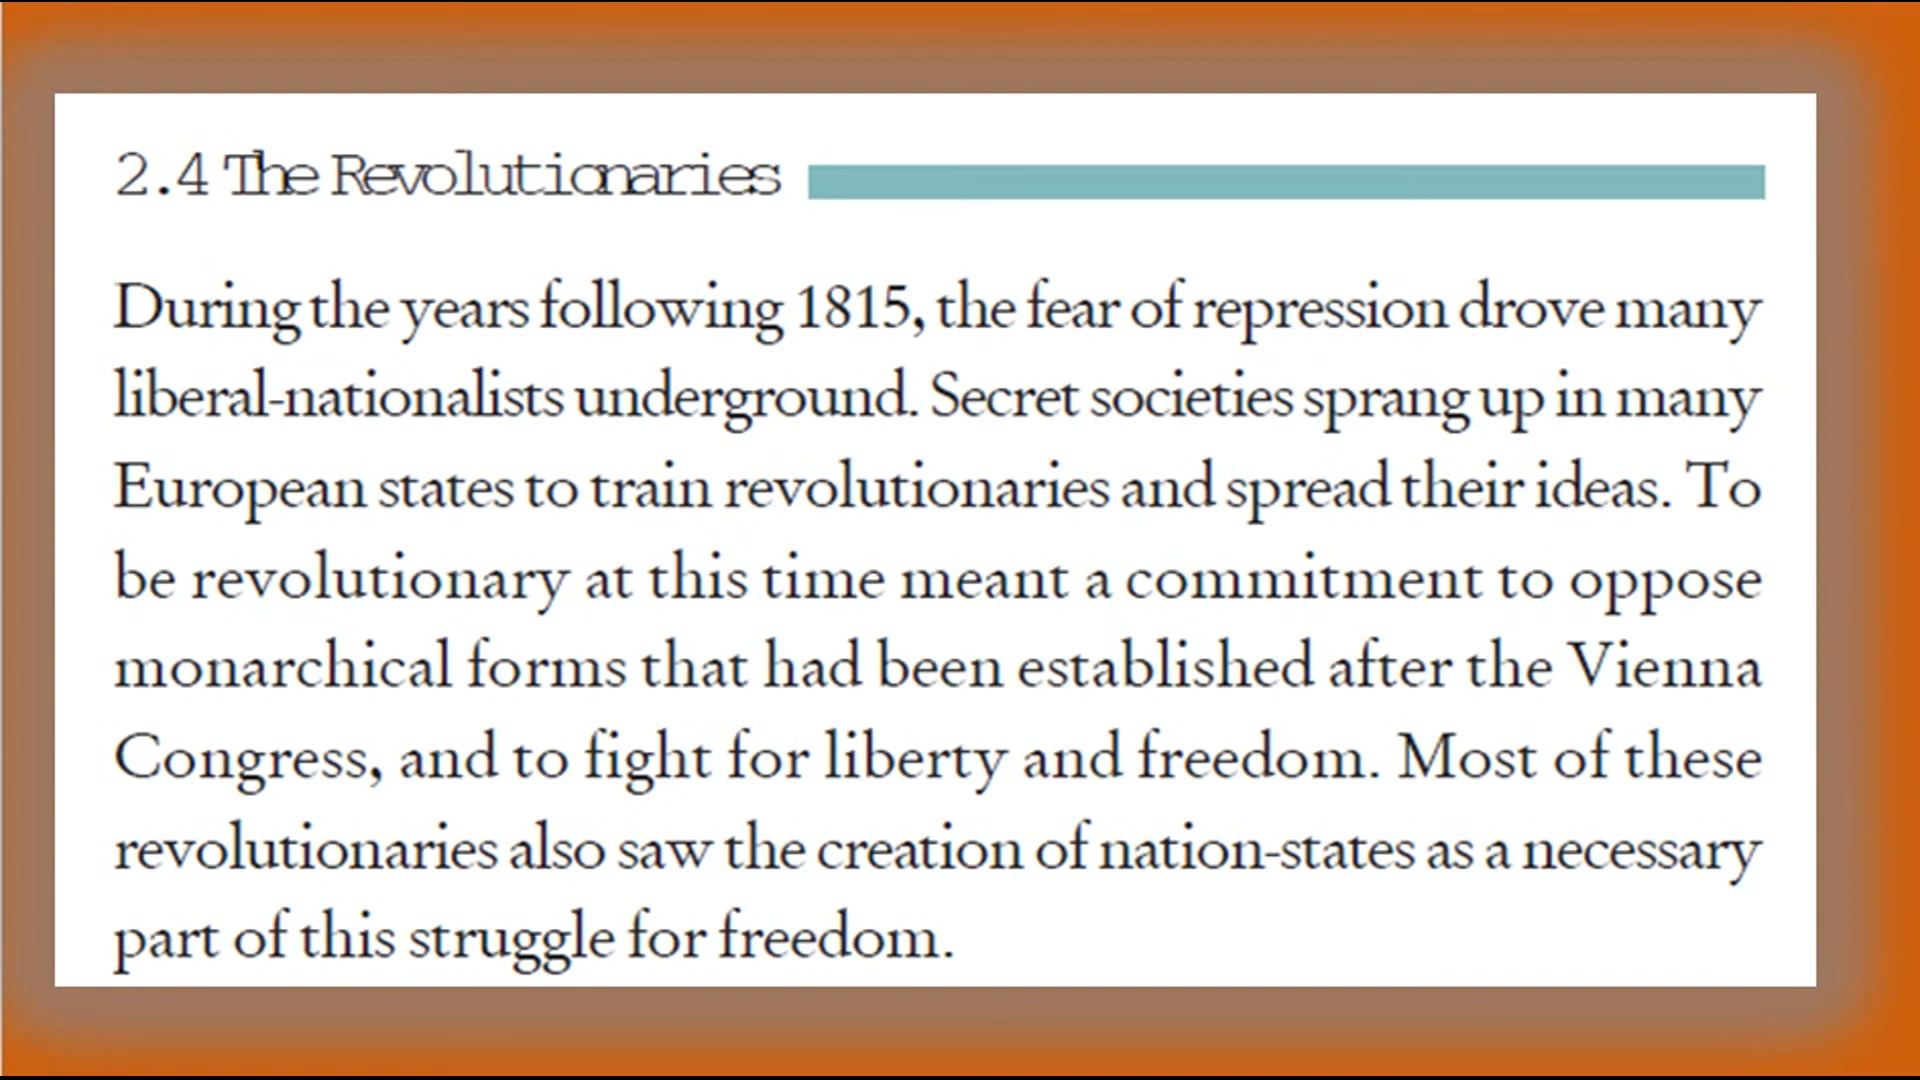 2.4 The Revolutionaries
During the years following 1815, the fear of repression drove many
liberal-nationalists underground. Secret societies sprang up in many
European states to train revolutionaries and spread their ideas. To
be revolutionary at this time meant a commitment to oppose
monarchical forms that had been established after the Vienna
Congress, and to fight for liberty and freedom. Most of these
revolutionaries also saw the creation of nation-states as a necessary
part of this struggle for freedom.